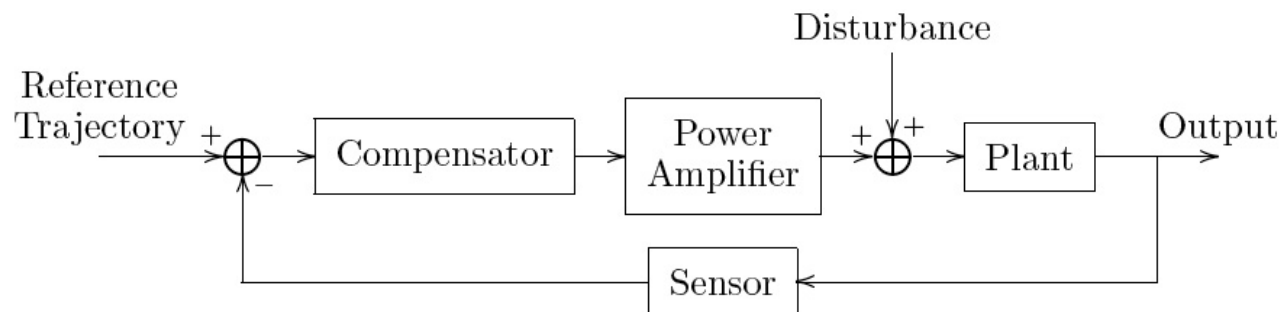 Disturbance
Reference
Trajectory
+
−
Compensator
Power
Amplifier
+
+
Plant
Output
Sensor